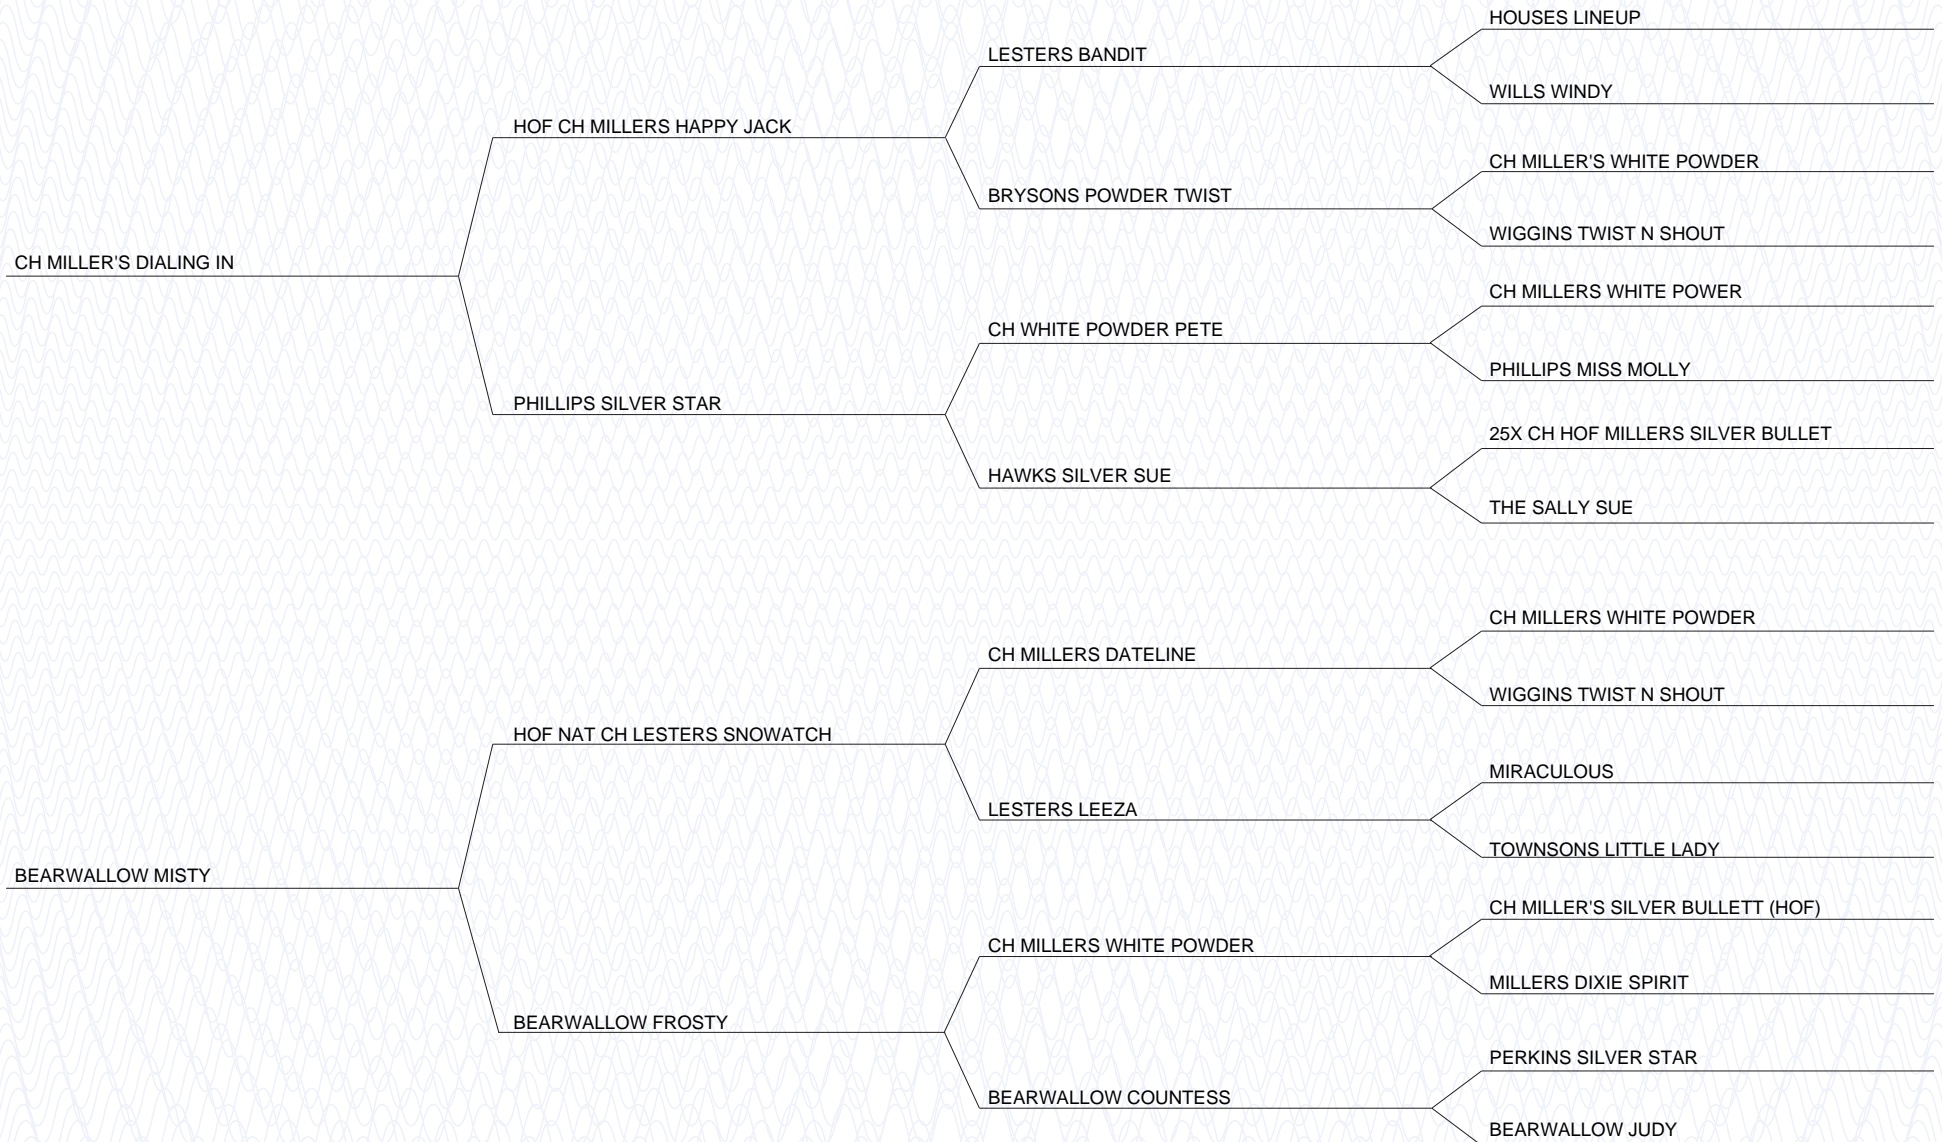 HOUSES LINEUP
LESTERS BANDIT
WILLS WINDY
HOF CH MILLERS HAPPY JACK
CH MILLER'S WHITE POWDER
BRYSONS POWDER TWIST
WIGGINS TWIST N SHOUT
CH MILLER'S DIALING IN
CH MILLERS WHITE POWER
CH WHITE POWDER PETE
PHILLIPS MISS MOLLY
PHILLIPS SILVER STAR
25X CH HOF MILLERS SILVER BULLET
HAWKS SILVER SUE
THE SALLY SUE
CH MILLERS WHITE POWDER
CH MILLERS DATELINE
WIGGINS TWIST N SHOUT
HOF NAT CH LESTERS SNOWATCH
MIRACULOUS
LESTERS LEEZA
TOWNSONS LITTLE LADY
BEARWALLOW MISTY
CH MILLER'S SILVER BULLETT (HOF)
CH MILLERS WHITE POWDER
MILLERS DIXIE SPIRIT
BEARWALLOW FROSTY
PERKINS SILVER STAR
BEARWALLOW COUNTESS
BEARWALLOW JUDY